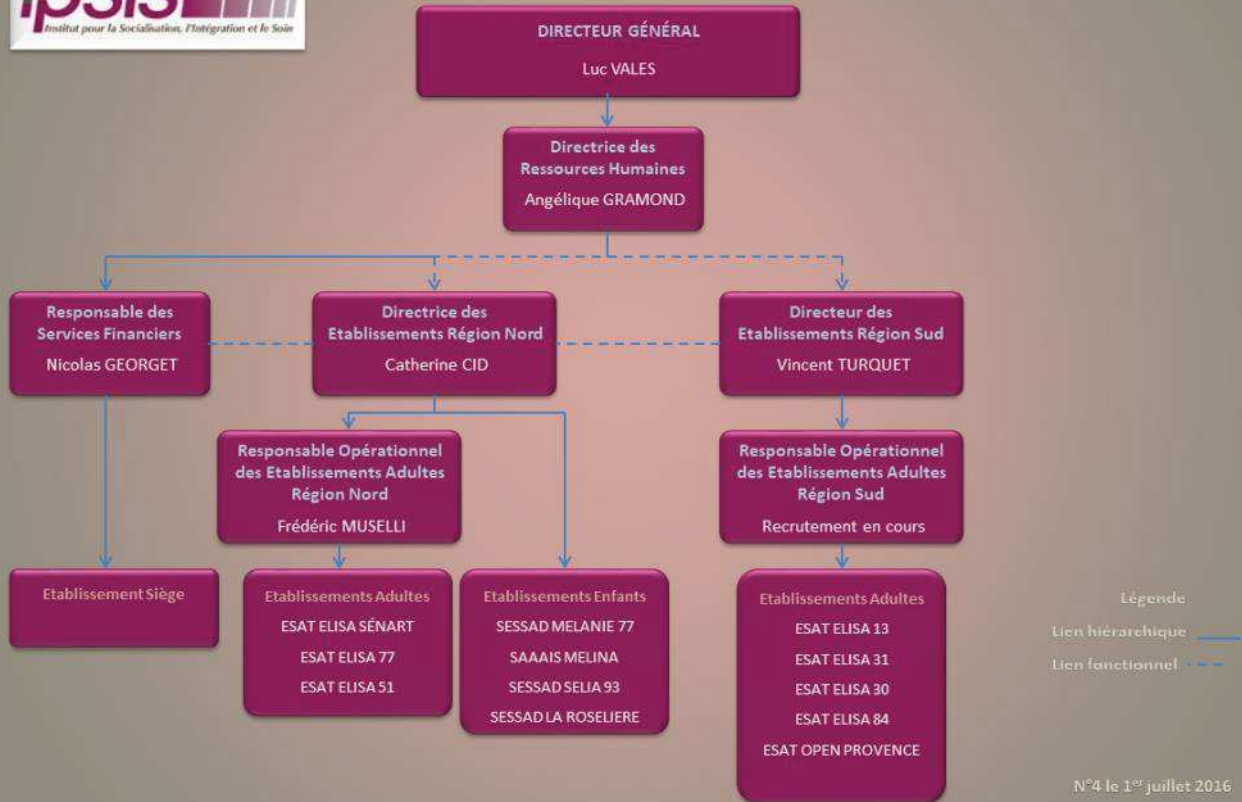 ipsis
Institut pour la Socialisation, l'Intégration et le Soin
DIRECTEUR GÉNÉRAL
Luc VALES
Directrice des
Ressources Humaines
Angélique GRAMOND
Responsable des
Services Financiers
Nicolas GEORGET
Directrice des
Etablissements Région Nord
Catherine CID
Directeur des
Etablissements Région Sud
Vincent TURQUET
Responsable Opérationnel
des Etablissements Adultes
Région Nord
Frédéric MUSELLI
Responsable Opérationnel
des Etablissements Adultes
Région Sud
Recrutement en cours
Etablissement Siège
Etablissements Adultes
ESAT ELISA SÉNART
ESAT ELISA 77
ESAT ELISA 51
Etablissements Enfants
SESSAD MELANIE 77
SAAAIS MELINA
SESSAD SELIA 93
SESSAD LA ROSELIERE
Etablissements Adultes
ESAT ELISA 13
ESAT ELISA 31
ESAT ELISA 30
ESAT ELISA 84
ESAT OPEN PROVENCE
Légende
Lien hiérarchique
Lien fonctionnel
N°4 le 1er juillet 2016